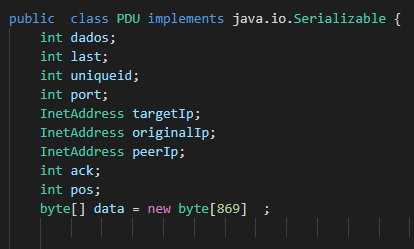 public  class PDU implements java.io.Serializable {
    int dados;
    int last;
    int uniqueid;
    int port;
    InetAddress targetIp;
    InetAddress originalIp;
    InetAddress peerIp;
    int ack;
    int pos;
    byte[] data = new byte[869]  ;